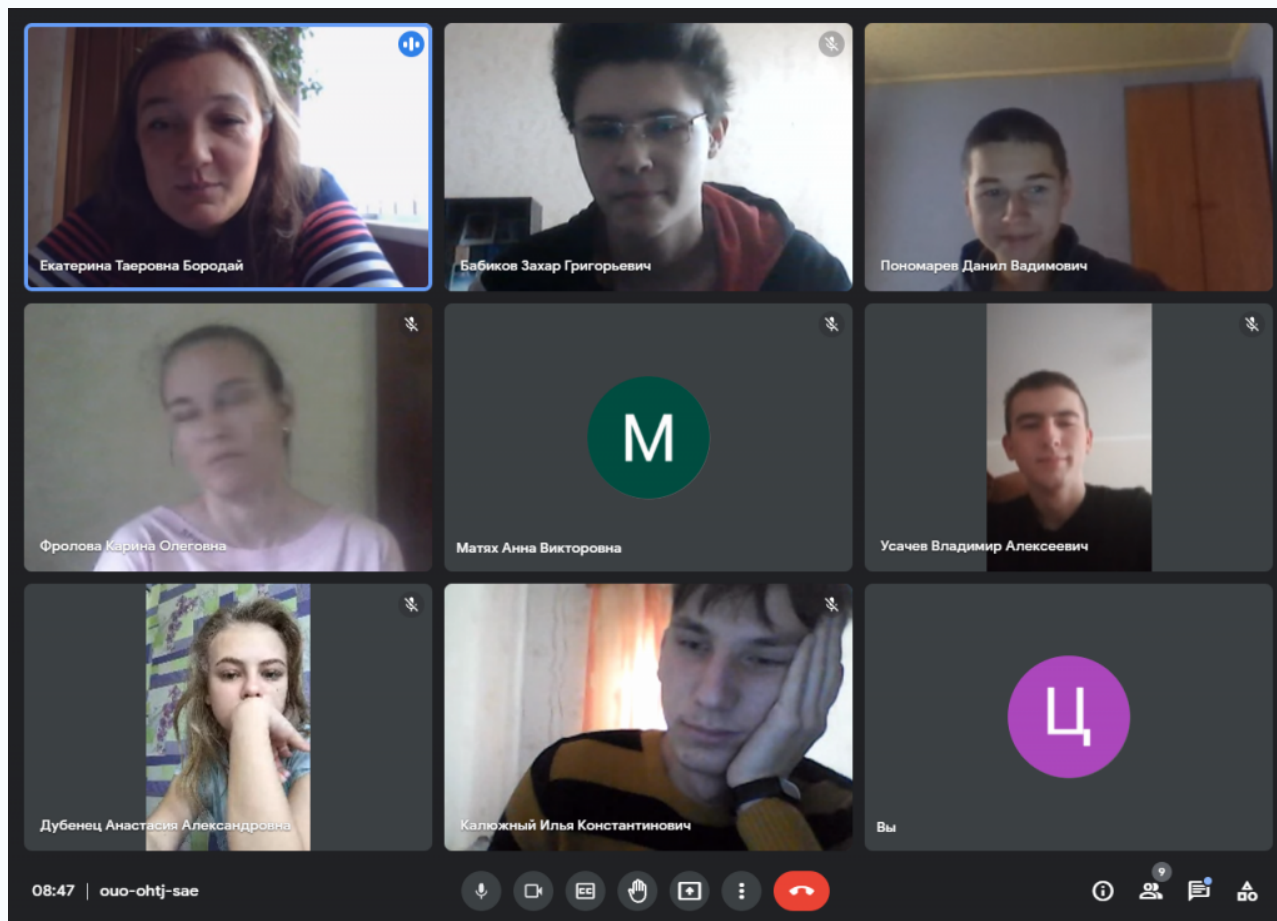 Екатерина Таеровна Бородай
Бабиков Захар Григорьевич
Пономарев Данил Вадимович
Фролова Карина Олеговна
М
Матях Анна Викторовна
Усачев Владимир Алексеевич
Дубенец Анастасия Александровна
Калюжный Илья Константинович
Ц
Вы
08:47 | ouo-ohtj-sae
CC
9